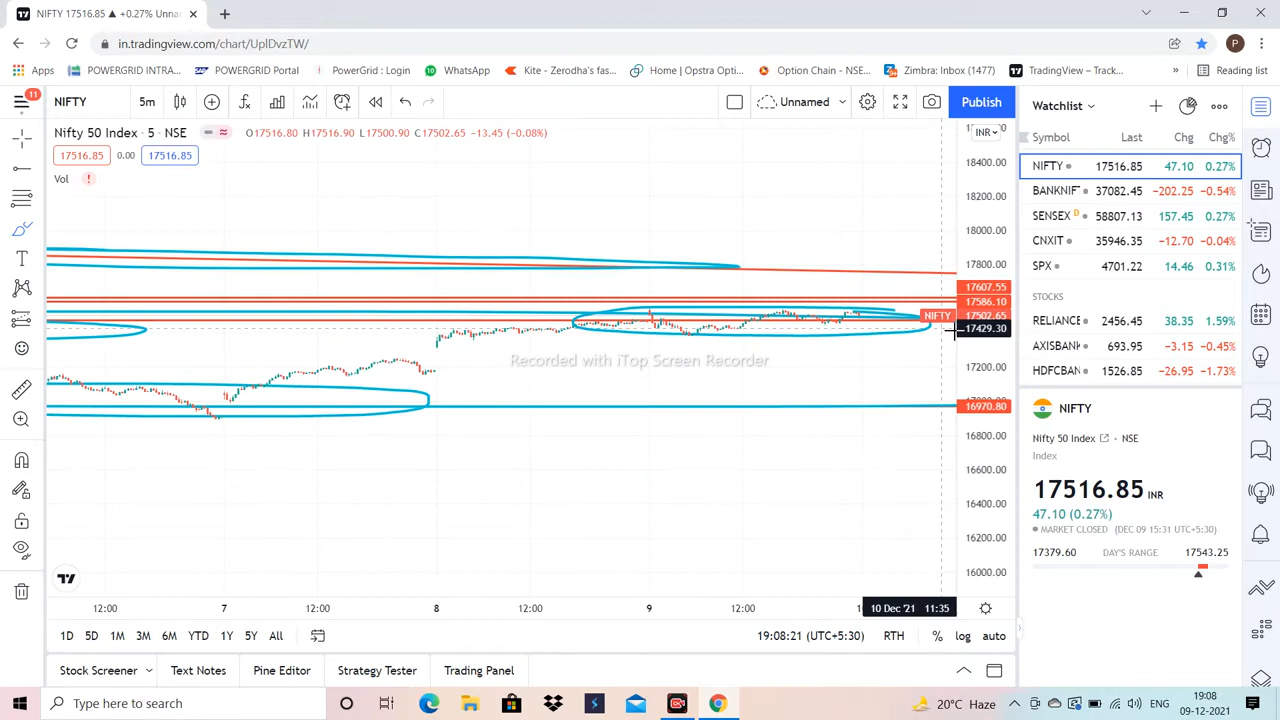 NIFTY 17516.85 ▲ +0.27% Unna
in.tradingview.com/chart/UplDvzTW/
Apps POWERGRID INTRA... POWERGRID Portal PowerGrid : Login 10 WhatsApp Kite - Zerodha's fas... Home | Opstra Opti... Option Chain - NSE... Zimbra: Inbox (1477) TradingView – Track... » Reading list
11 NIFTY 5m Unnamed Publish Watchlist
Nifty 50 Index · 5 · NSE O17516.80 H17516.90 L17500.90 C17502.65 −13.45 (−0.08%) INR
17516.85 0.00 17516.85
Vol !
Symbol Last Chg Chg%
NIFTY 17516.85 47.10 0.27%
BANKNIF 37082.45 -202.25 -0.54%
SENSEX D 58807.13 157.45 0.27%
CNXIT 35946.35 -12.70 -0.04%
SPX 4701.22 14.46 0.31%
STOCKS
RELIANCE 2456.45 38.35 1.59%
AXISBANK 693.95 -3.15 -0.45%
HDFCBAN 1526.85 -26.95 -1.73%
18400.00
18200.00
18000.00
17800.00
17607.55
17586.10
NIFTY 17502.65
17429.30
17200.00
16970.80
16800.00
16600.00
16400.00
16200.00
16000.00
Recorded with iTop Screen Recorder
NIFTY
Nifty 50 Index · NSE
Index
17516.85 INR
47.10 (0.27%)
MARKET CLOSED (DEC 09 15:31 UTC+5:30)
17379.60 DAY'S RANGE 17543.25
12:00 7 12:00 8 12:00 9 12:00 10 Dec '21 11:35
1D 5D 1M 3M 6M YTD 1Y 5Y All 19:08:21 (UTC+5:30) RTH % log auto
Stock Screener Text Notes Pine Editor Strategy Tester Trading Panel
Type here to search 20°C Haze ENG 19:08
09-12-2021